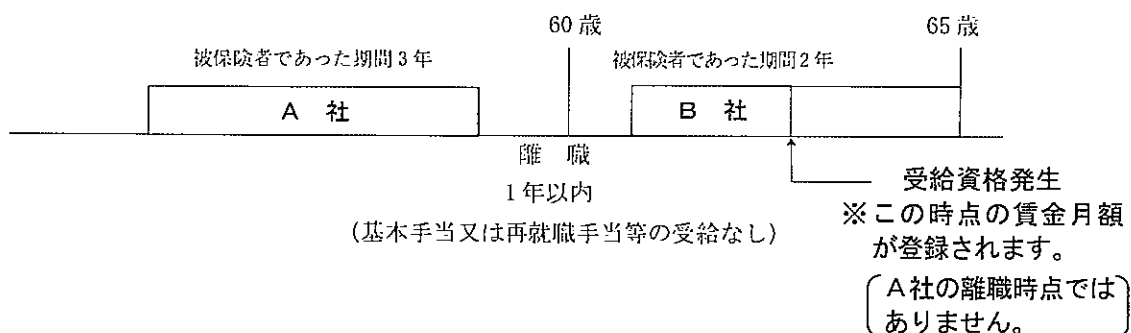 60歳
65歳
被保険者であった期間3年
被保険者であった期間2年
A 社
B 社
離職
1年以内
(基本手当又は再就職手当等の受給なし)
受給資格発生
※この時点の賃金月額
が登録されます。
A社の離職時点では
ありません。